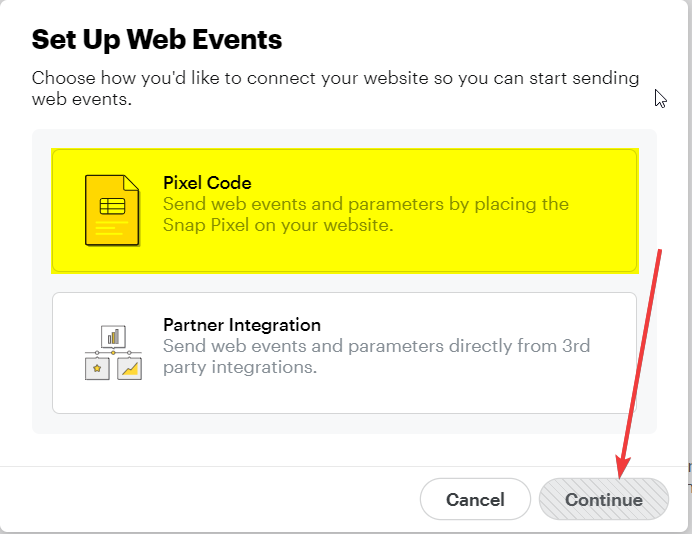 Set Up Web Events
Choose how you'd like to connect your website so you can start sending
web events.
Pixel Code
Send web events and parameters by placing the
Snap Pixel on your website.
Partner Integration
Send web events and parameters directly from 3rd
party integrations.
Cancel
Continue